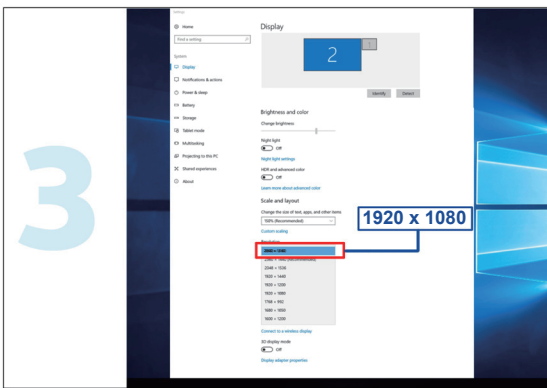 3
Settings
Home
Find a setting
System
Display
Notifications & actions
Power & sleep
Battery
Storage
Tablet mode
Multitasking
Projecting to this PC
Shared experiences
About
Display
2
1
Identify
Detect
Brightness and color
Change brightness
Night light
Off
Night light settings
HDR and advanced color
Off
Learn more about advanced color
Scale and layout
Change the size of text, apps, and other items
100% (Recommended)
Custom scaling
Resolution
1920 x 1080
2048 × 1536
1920 × 1440
1920 × 1200
1920 × 1080
1768 × 992
1680 × 1050
1600 × 1200
Connect to a wireless display
3D display mode
Off
Display adapter properties